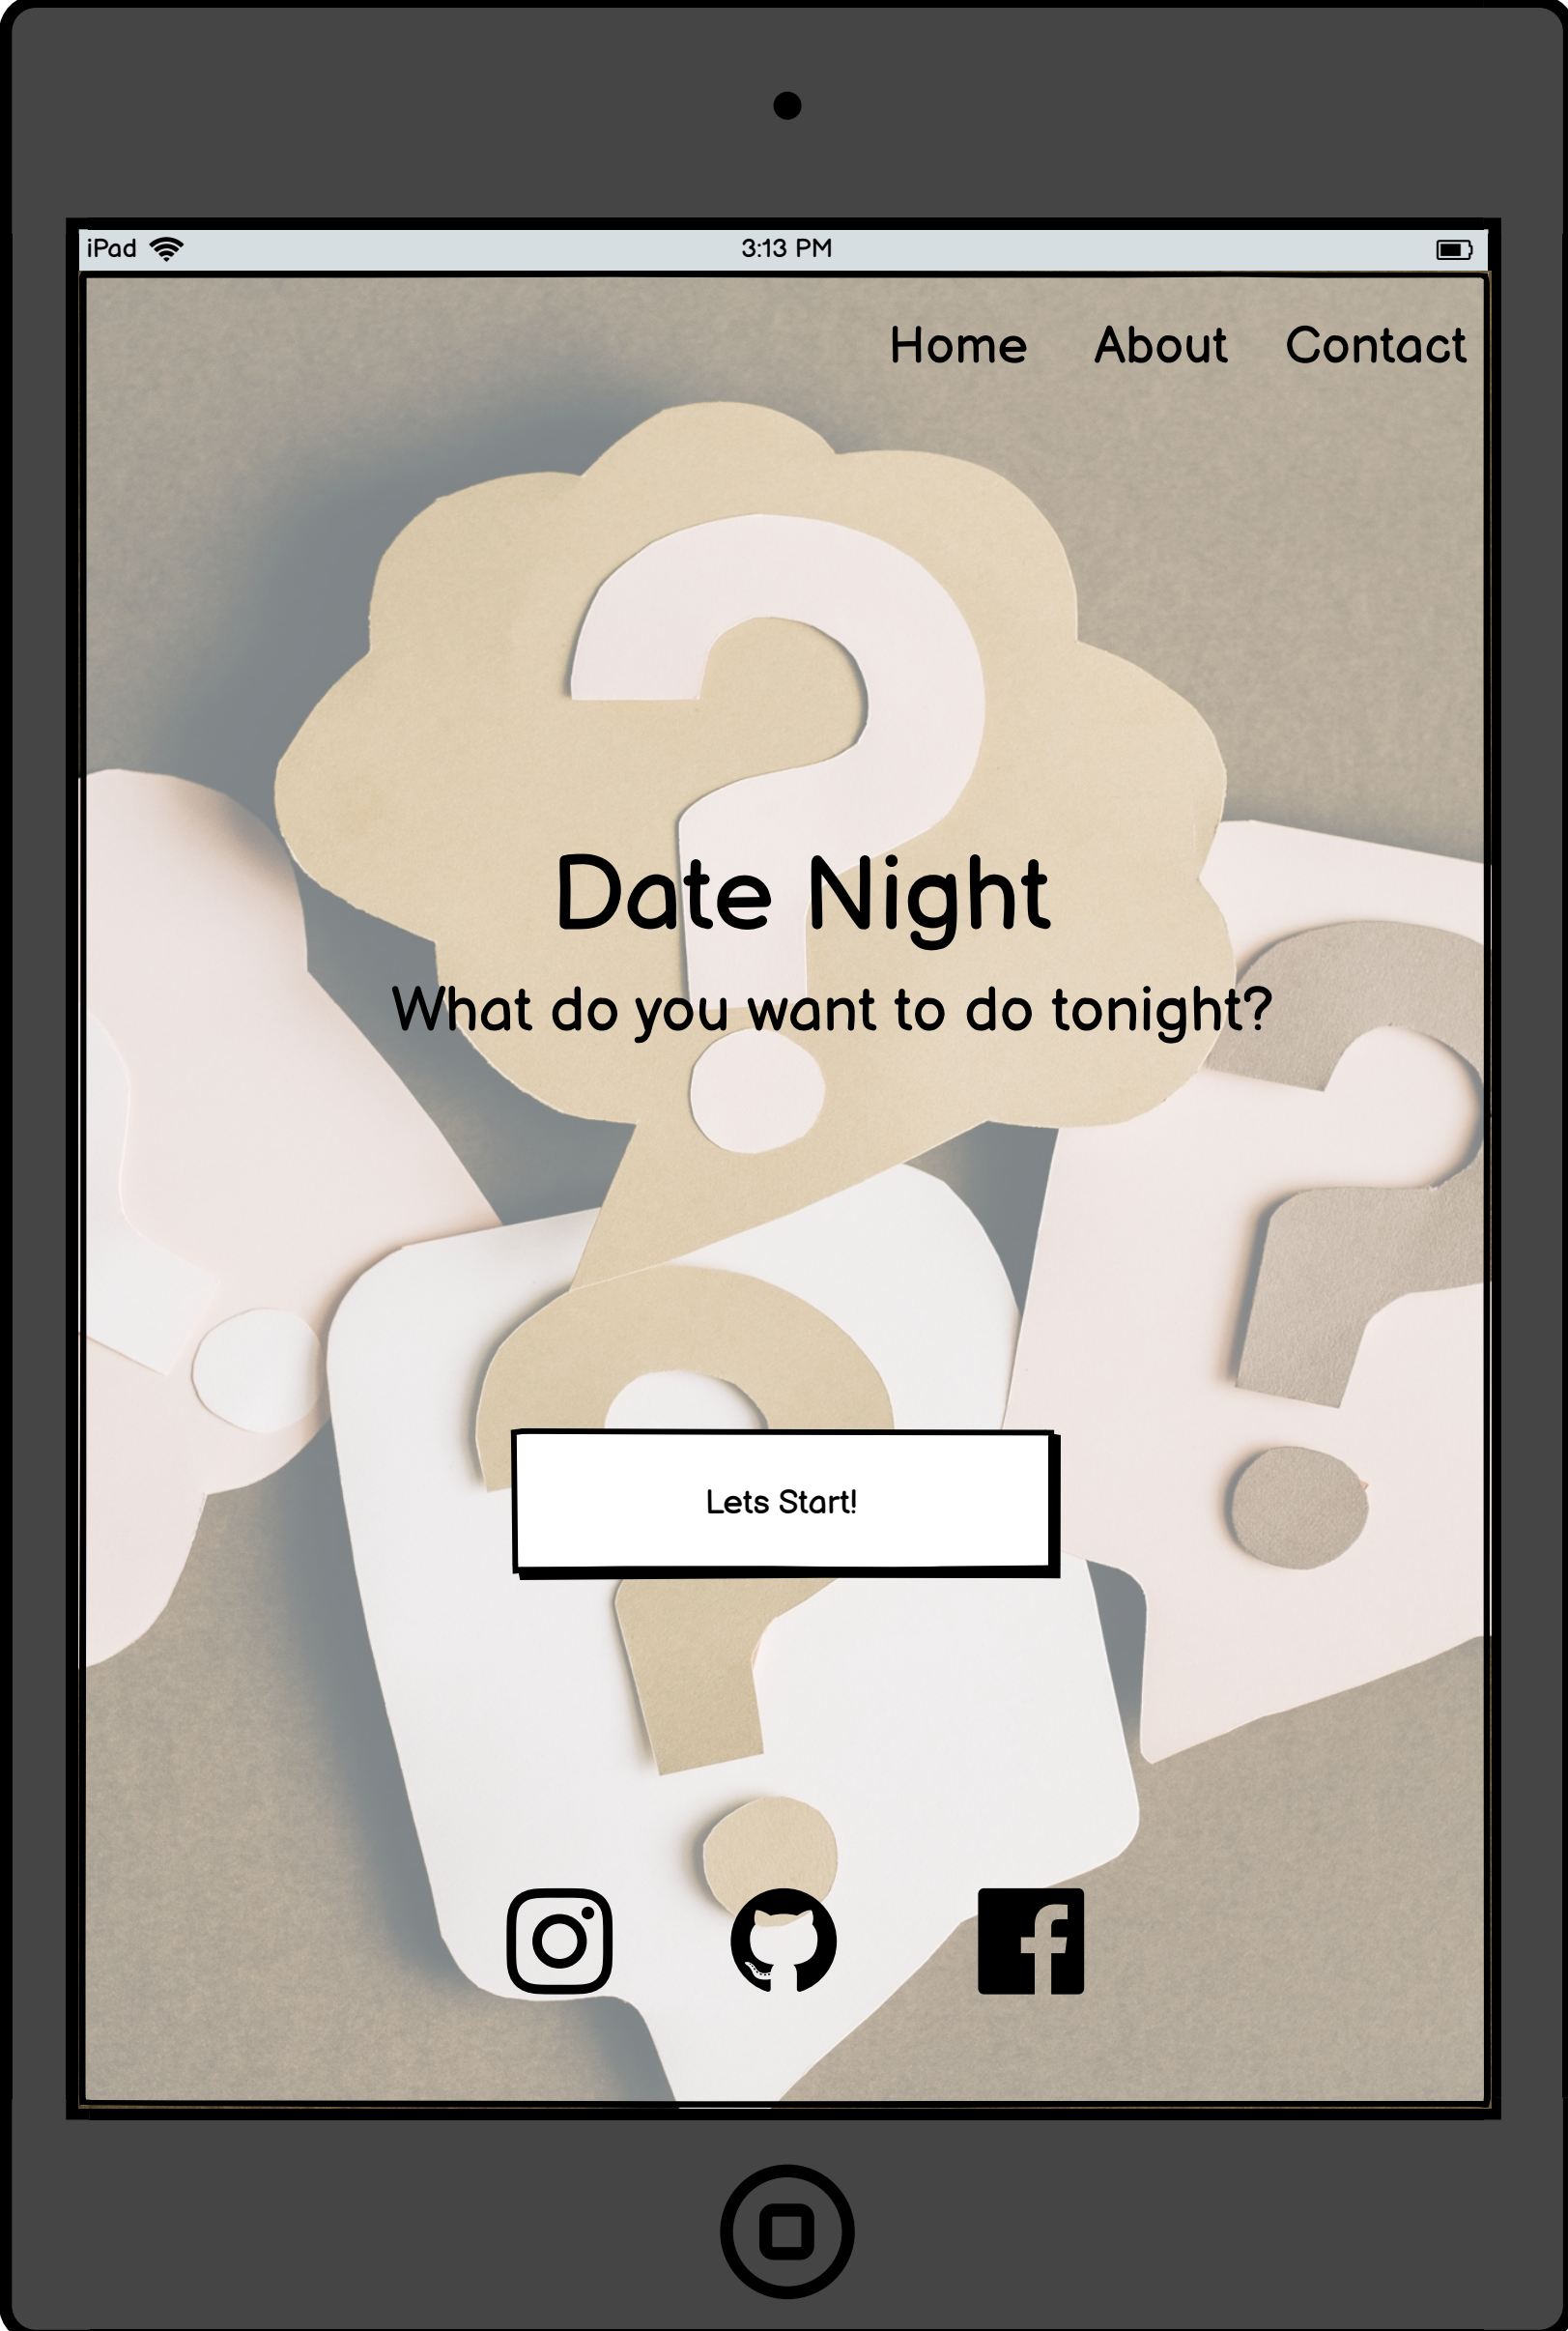 iPad 3:13 PM
Home About Contact
Date Night
What do you want to do tonight?
Lets Start!